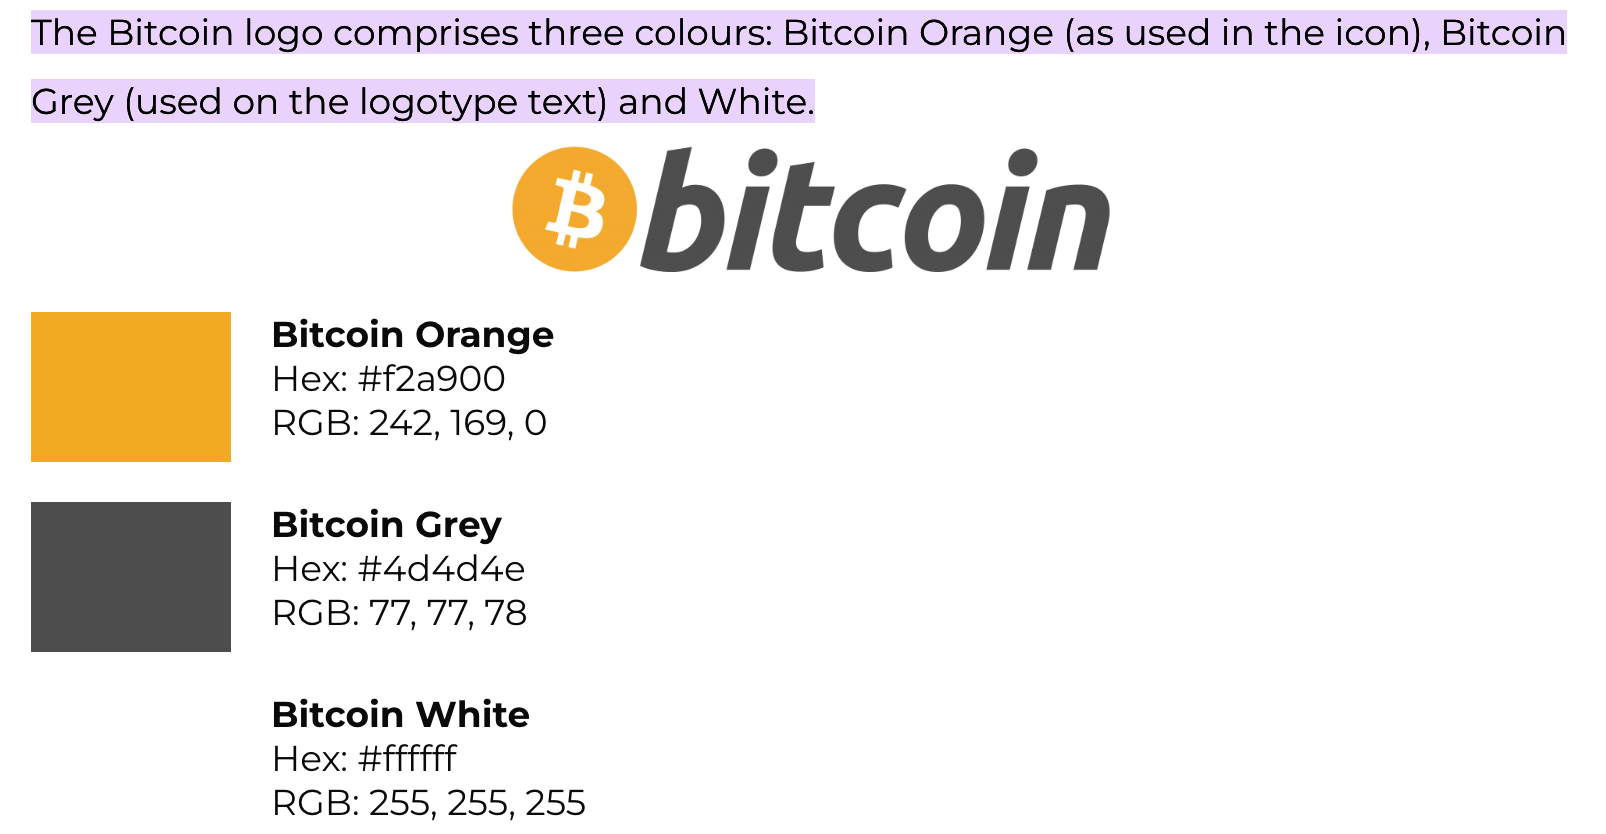 The Bitcoin logo comprises three colours: Bitcoin Orange (as used in the icon), Bitcoin
Grey (used on the logotype text) and White.
₿bitcoin
Bitcoin Orange
Hex: #f2a900
RGB: 242, 169, 0
Bitcoin Grey
Hex: #4d4d4e
RGB: 77, 77, 78
Bitcoin White
Hex: #ffffff
RGB: 255, 255, 255